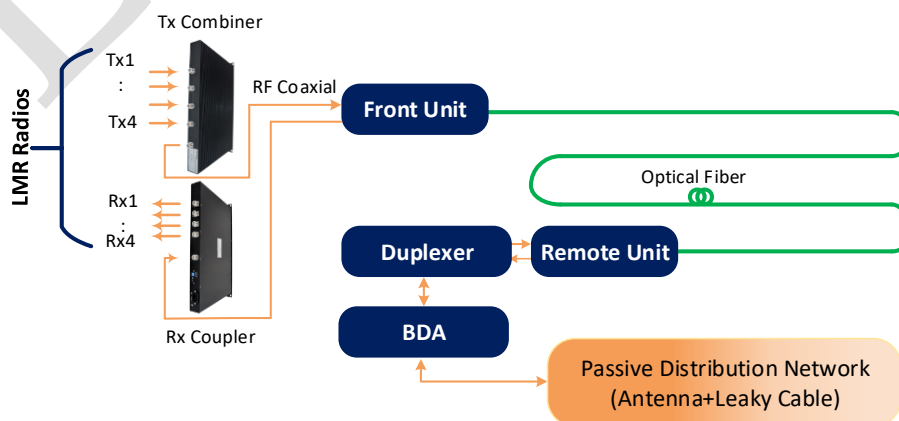 Tx Combiner
Tx1
:
Tx4
RF Coaxial
Front Unit
LMR Radios
Optical Fiber
Rx1
:
Rx4
Duplexer
Remote Unit
Rx Coupler
BDA
Passive Distribution Network
(Antenna+Leaky Cable)